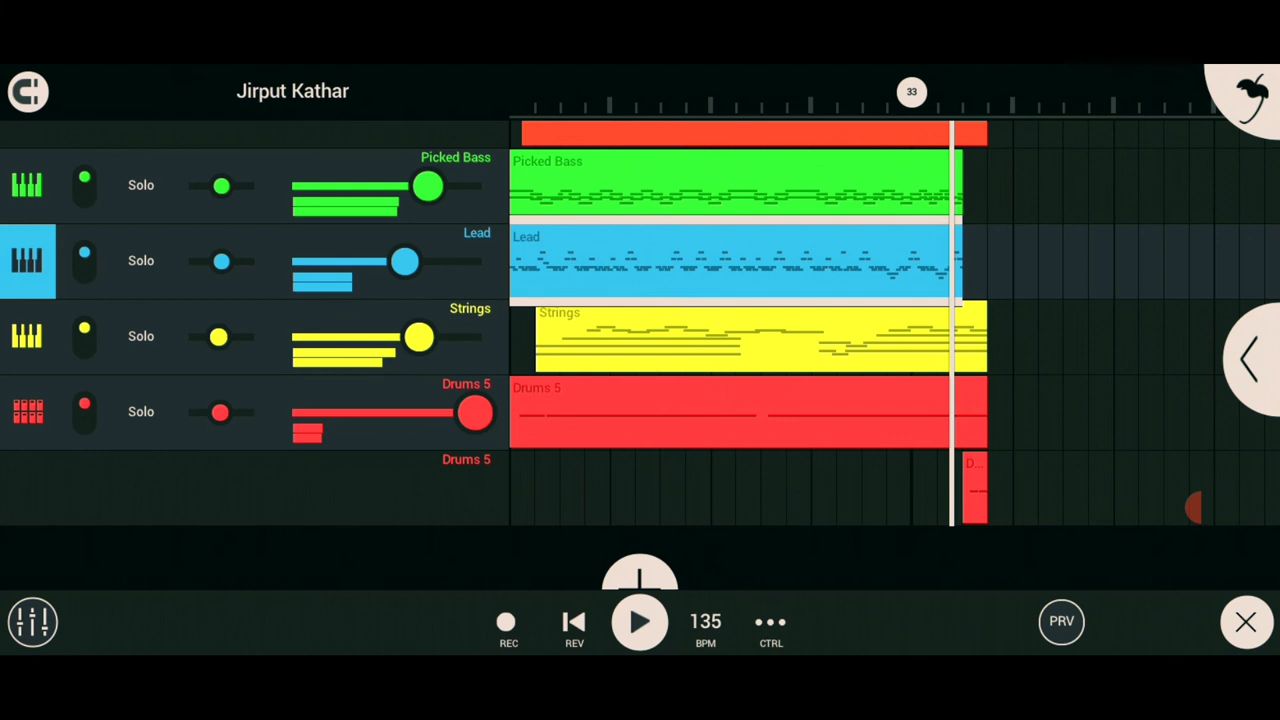 Jirput Kathar
33
Picked Bass
Picked Bass
Solo
Lead
Lead
Solo
Strings
Strings
Solo
Drums 5
Drums 5
Solo
Drums 5
D...
135
PRV
REC
REV
BPM
CTRL